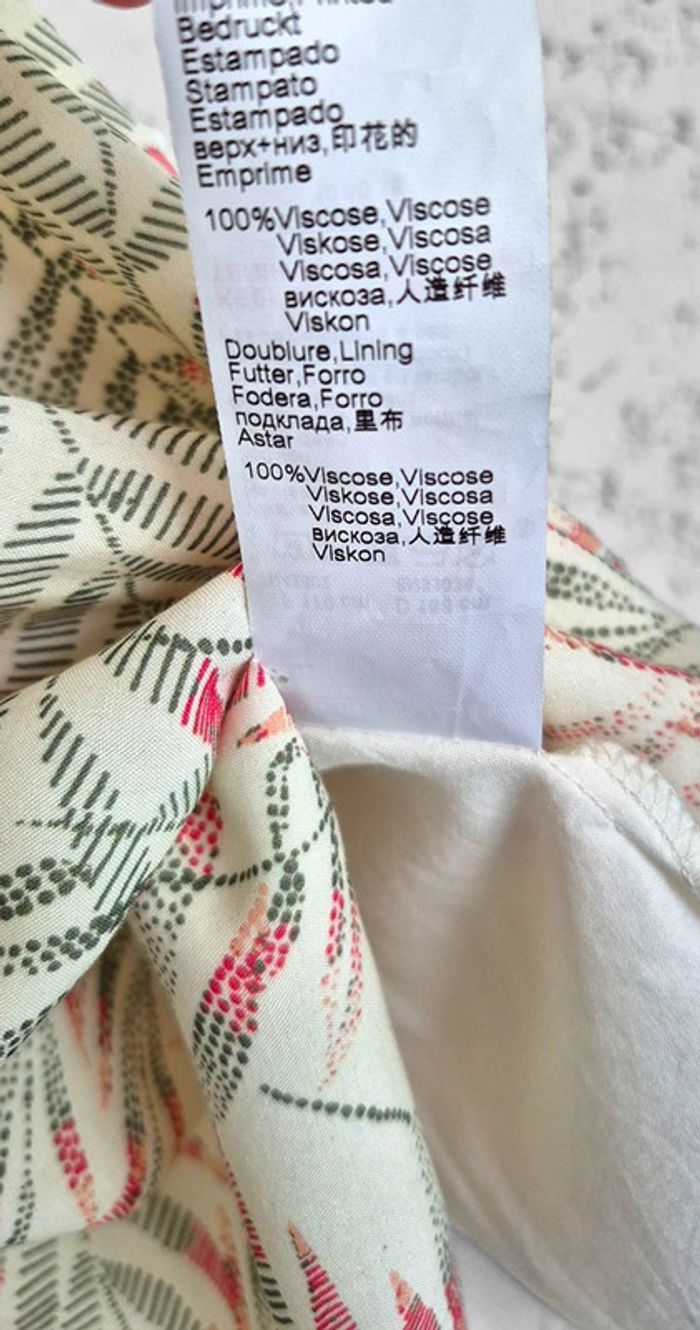 Imprime,Printed
Bedruckt
Estampado
Stampato
Estampado
верх+низ,印花的
Emprime
100%Viscose,Viscose
Viskose,Viscosa
Viscosa,Viscose
вискоза,人造纤维
Viskon
Doublure,Lining
Futter,Forro
Fodera,Forro
подклада,里布
Astar
100%Viscose,Viscose
Viskose,Viscosa
Viscosa,Viscose
вискоза,人造纤维
Viskon